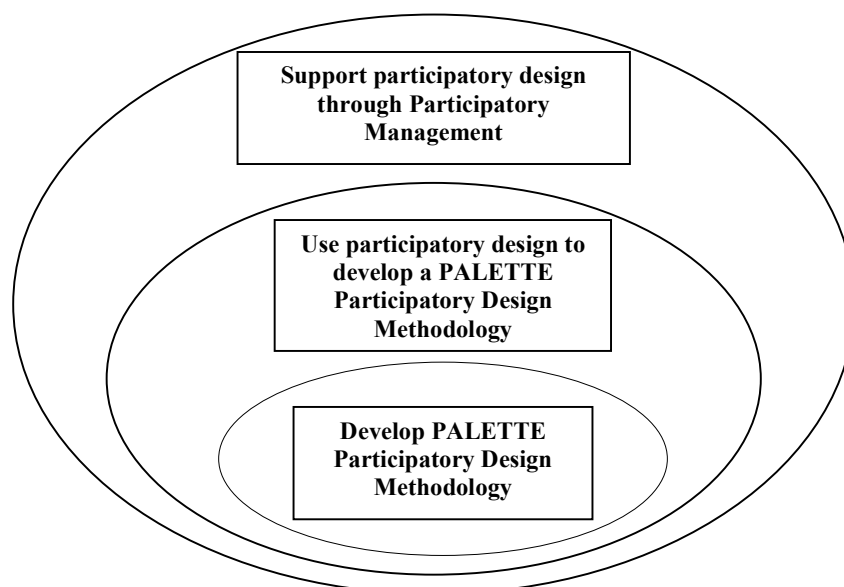 Support participatory design
through Participatory
Management
Use participatory design to
develop a PALETTE
Participatory Design
Methodology
Develop PALETTE
Participatory Design
Methodology